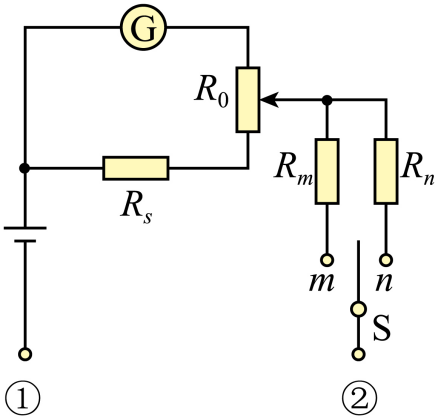 G
R₀
Rₛ
Rₘ
Rₙ
m
n
S
①
②